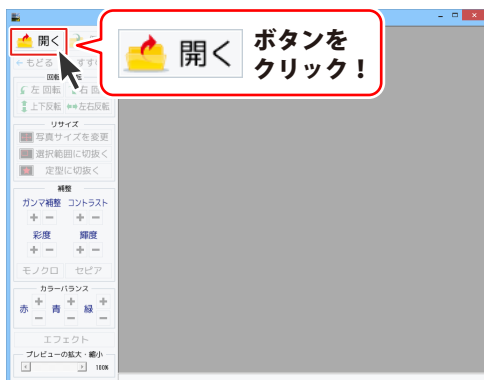 開く
開く
ボタンを
クリック！
もどる
すす
回転
転
左 回転
右 回
上下反転
左右反転
リサイズ
写真サイズを変更
選択範囲に切抜く
定型に切抜く
補整
ガンマ補整 コントラスト
+ − + −
彩度 輝度
+ − + −
モノクロ セピア
カラーバランス
赤 + − 青 + − 緑 + −
エフェクト
プレビューの拡大・縮小
100%